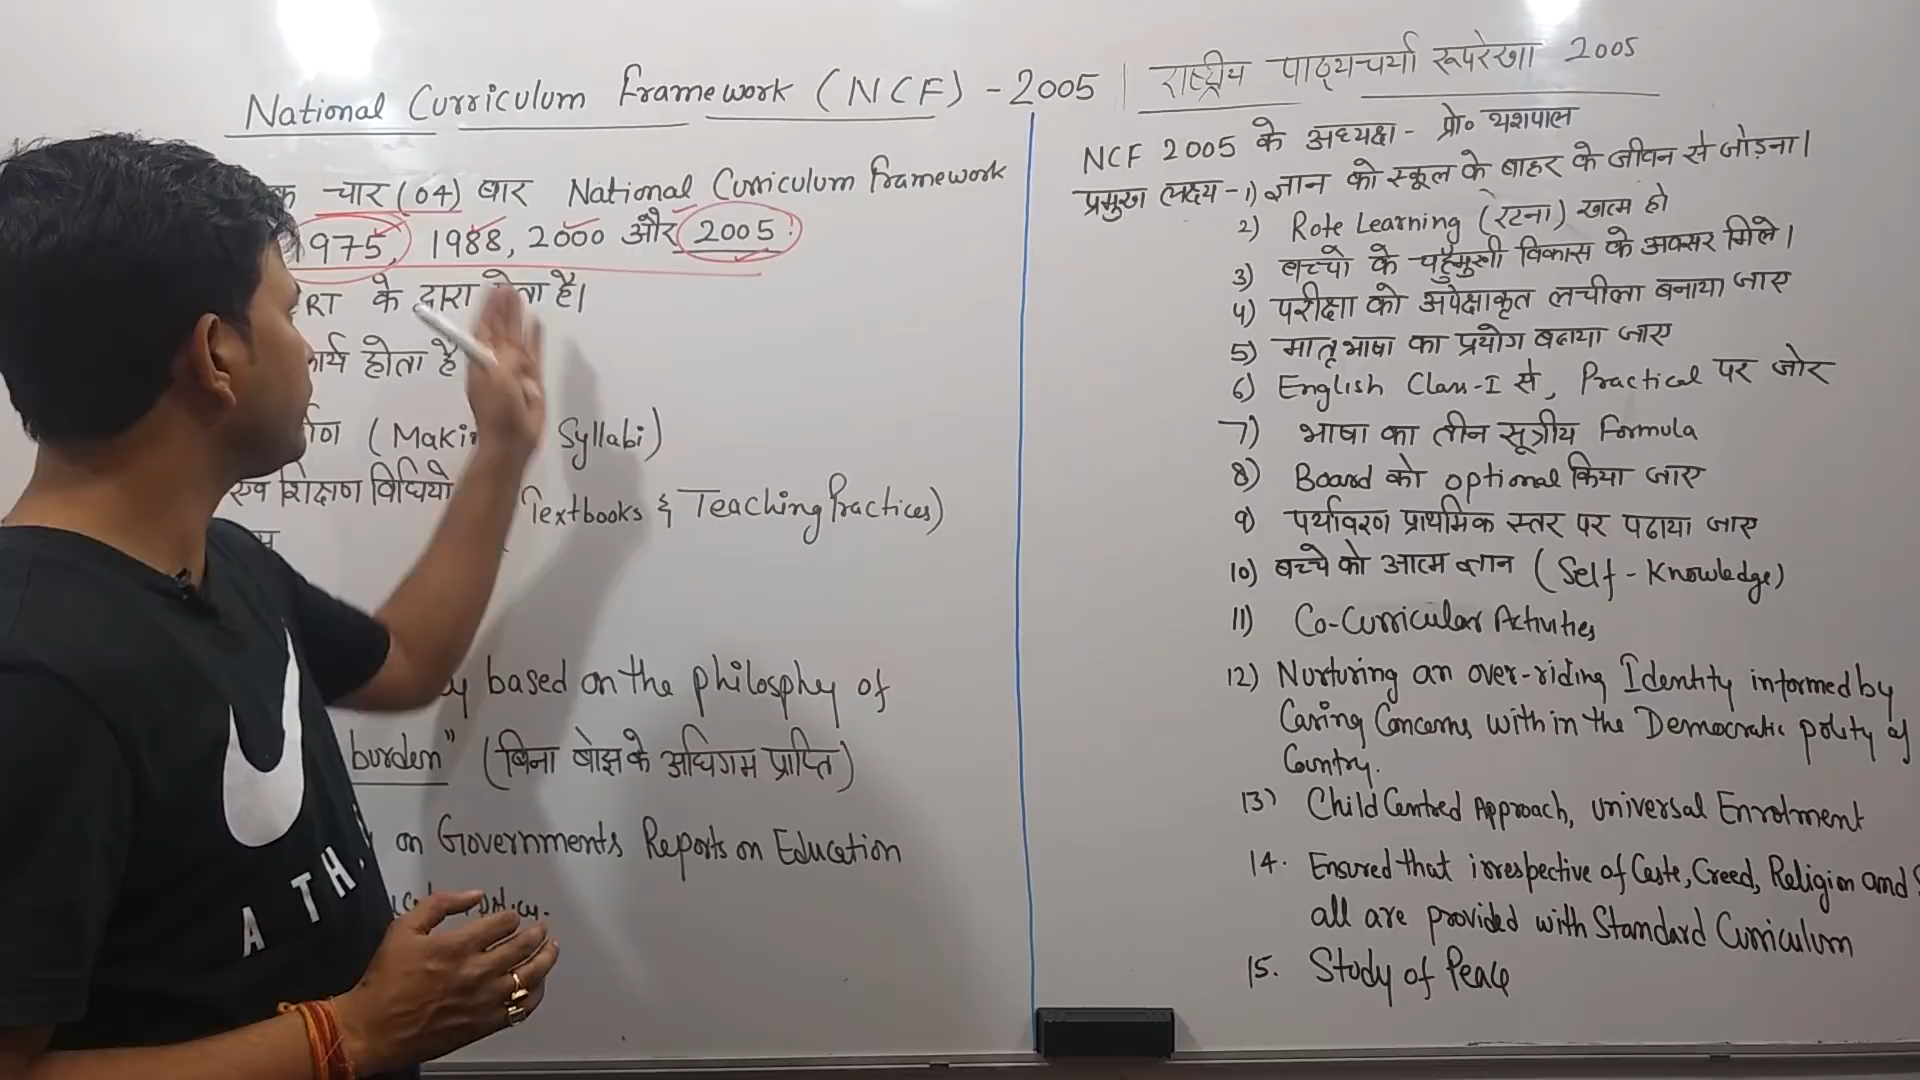 National Curriculum Framework (NCF) - 2005 | राष्ट्रीय पाठ्यचर्या रूपरेखा 2005
चार (04) बार National Curriculum Framework
1975, 1988, 2000 और 2005
RT के द्वारा होता है।
कार्य होता है
(Making Syllabi)
एवं शिक्षण विधियो Textbooks & Teaching Practices)
based on the philosphy of
burden" (बिना बोझ के अधिगम प्राप्ति)
on Governments Reports on Education
NCF 2005 के अध्यक्ष - प्रो० यशपाल
प्रमुख लक्ष्य - 1) ज्ञान को स्कूल के बाहर के जीवन से जोड़ना।
2) Rote Learning (रटना) खत्म हो
3) बच्चो के चहुँमुखी विकास के अवसर मिले।
4) परीक्षा को अपेक्षाकृत लचीला बनाया जाए
5) मातृभाषा का प्रयोग बढाया जाए
6) English Class-I से, Practical पर जोर
7) भाषा का तीन सूत्रीय Formula
8) Board को optional किया जाए
9) पर्यावरण प्राथमिक स्तर पर पढाया जाए
10) बच्चे को आत्म ज्ञान (Self-Knowledge)
11) Co-Curricular Activities
12) Nurturing an over-riding Identity informed by
Caring Concerns within the Democratic polity of
Country.
13) Child Centred Approach, universal Enrolment
14. Ensured that irrespective of Caste, Creed, Religion and
all are provided with Standard Curriculum
15. Study of Peace
A TH